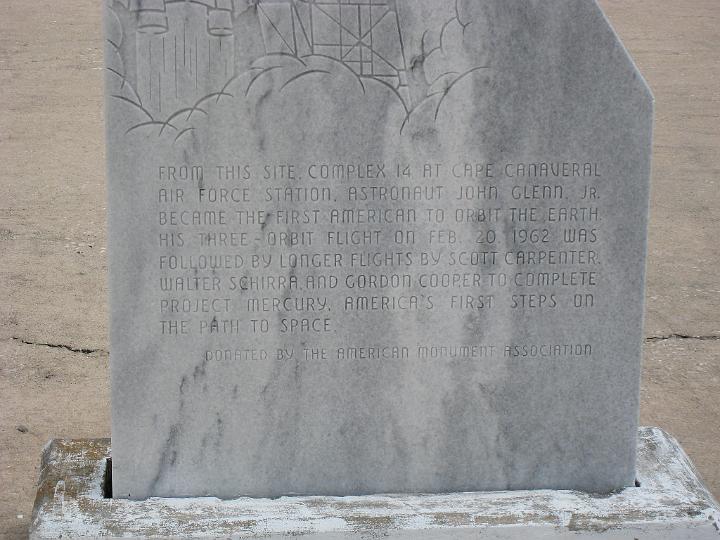 FROM THIS SITE, COMPLEX 14 AT CAPE CANAVERAL
AIR FORCE STATION, ASTRONAUT JOHN GLENN, JR.
BECAME THE FIRST AMERICAN TO ORBIT THE EARTH.
HIS THREE-ORBIT FLIGHT ON FEB. 20, 1962 WAS
FOLLOWED BY LONGER FLIGHTS BY SCOTT CARPENTER,
WALTER SCHIRRA, AND GORDON COOPER TO COMPLETE
PROJECT MERCURY, AMERICA'S FIRST STEPS ON
THE PATH TO SPACE.
DONATED BY THE AMERICAN MONUMENT ASSOCIATION